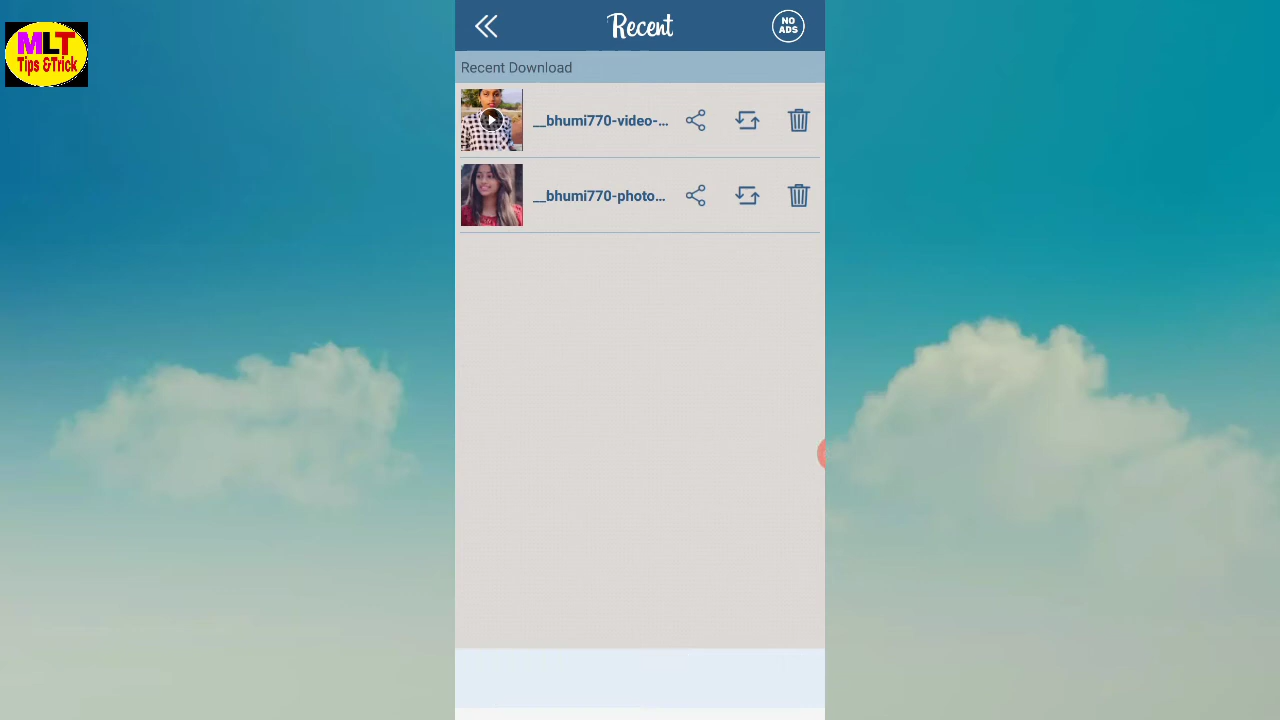 MLT
Tips &Trick
Recent
NO
ADS
Recent Download
__bhumi770-video-...
__bhumi770-photo...